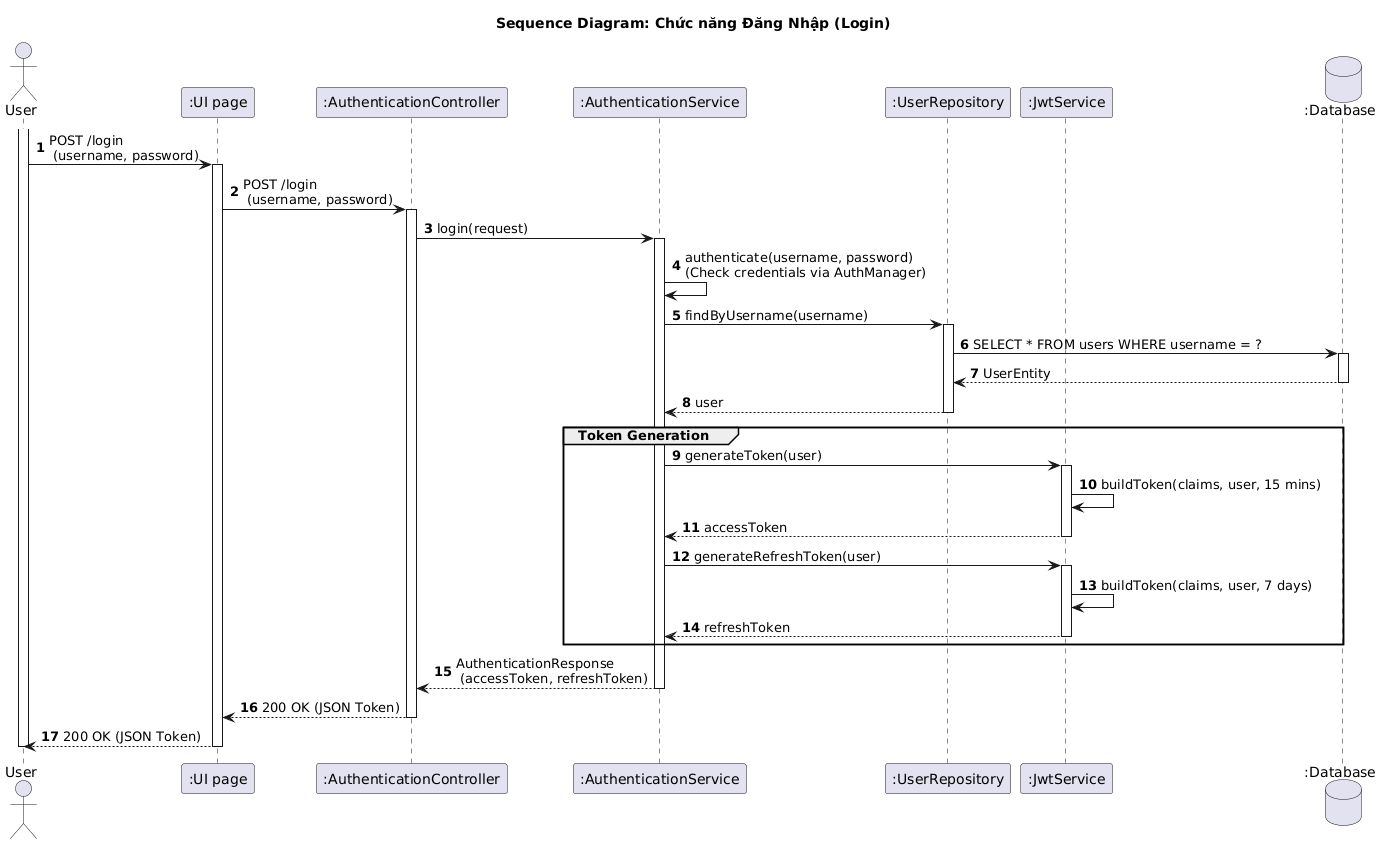 Sequence Diagram: Chức năng Đăng Nhập (Login)
User
:UI page
:AuthenticationController
:AuthenticationService
:UserRepository
:JwtService
:Database
1 POST /login
(username, password)
2 POST /login
(username, password)
3 login(request)
4 authenticate(username, password)
(Check credentials via AuthManager)
5 findByUsername(username)
6 SELECT * FROM users WHERE username = ?
7 UserEntity
8 user
Token Generation
9 generateToken(user)
10 buildToken(claims, user, 15 mins)
11 accessToken
12 generateRefreshToken(user)
13 buildToken(claims, user, 7 days)
14 refreshToken
15 AuthenticationResponse
(accessToken, refreshToken)
16 200 OK (JSON Token)
17 200 OK (JSON Token)
User
:UI page
:AuthenticationController
:AuthenticationService
:UserRepository
:JwtService
:Database